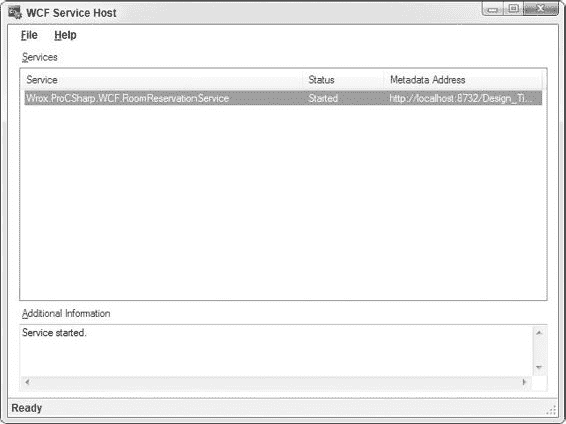 WCF Service Host
File Help
Services
Service Status Metadata Address
Wrox.ProCSharp.WCF.RoomReservationService Started http://localhost:8732/Design_Ti...
Additional Information
Service started.
Ready